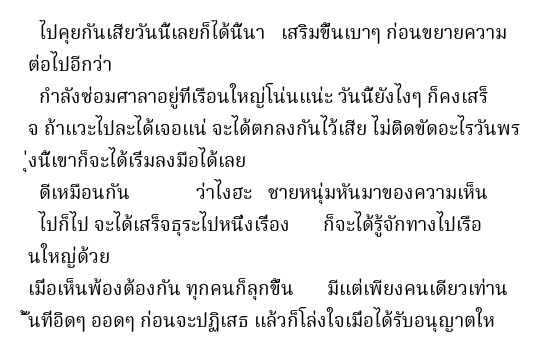 ไปคุยกันเสียวันนี้เลยก็ได้นี่นา เสริมขึ้นเบาๆ ก่อนขยายความ
ต่อไปอีกว่า
กำลังซ่อมศาลาอยู่ที่เรือนใหญ่โน่นแน่ะ วันนี้ยังไงๆ ก็คงเสร็
จ ถ้าแวะไปละได้เจอแน่ จะได้ตกลงกันไว้เสีย ไม่ติดขัดอะไรวันพร
ุ่งนี้เขาก็จะได้เริ่มลงมือได้เลย
ดีเหมือนกัน ว่าไงฮะ ชายหนุ่มหันมาขอความเห็น
ไปก็ไป จะได้เสร็จธุระไปหนึ่งเรื่อง ก็จะได้รู้จักทางไปเรือ
นใหญ่ด้วย
เมื่อเห็นพ้องต้องกัน ทุกคนก็ลุกขึ้น มีแต่เพียงคนเดียวเท่าน
ั้นที่อิดๆ ออดๆ ก่อนจะปฏิเสธ แล้วก็โล่งใจเมื่อได้รับอนุญาตให